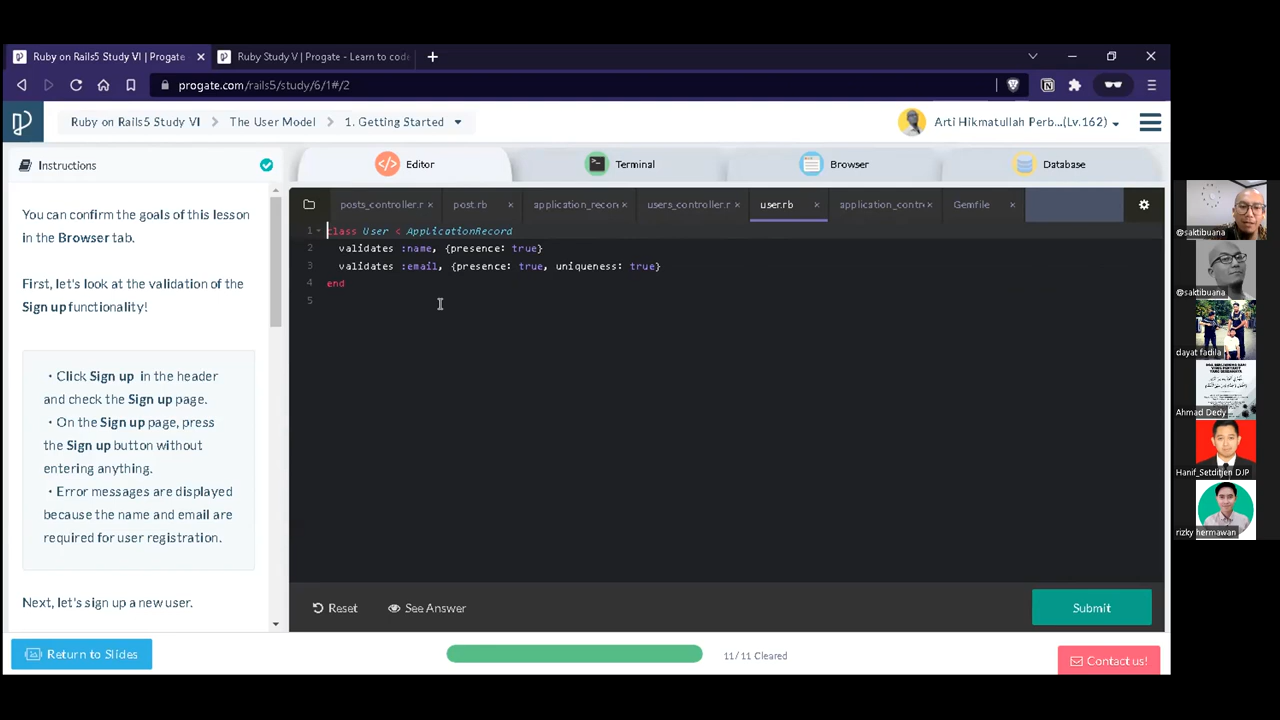 Ruby on Rails5 Study VI | Progate
Ruby Study V | Progate - Learn to code
progate.com/rails5/study/6/1#/2
Ruby on Rails5 Study VI
The User Model
1. Getting Started
Arti Hikmatullah Perb...(Lv.162)
Instructions
Editor
Terminal
Browser
Database
posts_controller.r
post.rb
application_recor
users_controller.r
user.rb
application_contr
Gemfile
You can confirm the goals of this lesson
in the Browser tab.
First, let's look at the validation of the
Sign up functionality!
・Click Sign up in the header
and check the Sign up page.
・On the Sign up page, press
the Sign up button without
entering anything.
・Error messages are displayed
because the name and email are
required for user registration.
Next, let's sign up a new user.
1 class User < ApplicationRecord
2 validates :name, {presence: true}
3 validates :email, {presence: true, uniqueness: true}
4 end
5
Reset
See Answer
Submit
Return to Slides
11/11 Cleared
Contact us!
@saktibuana
@saktibuana
dayat fadila
Ahmad Dedy
Hanif_Setditjen DJP
rizky hermawan